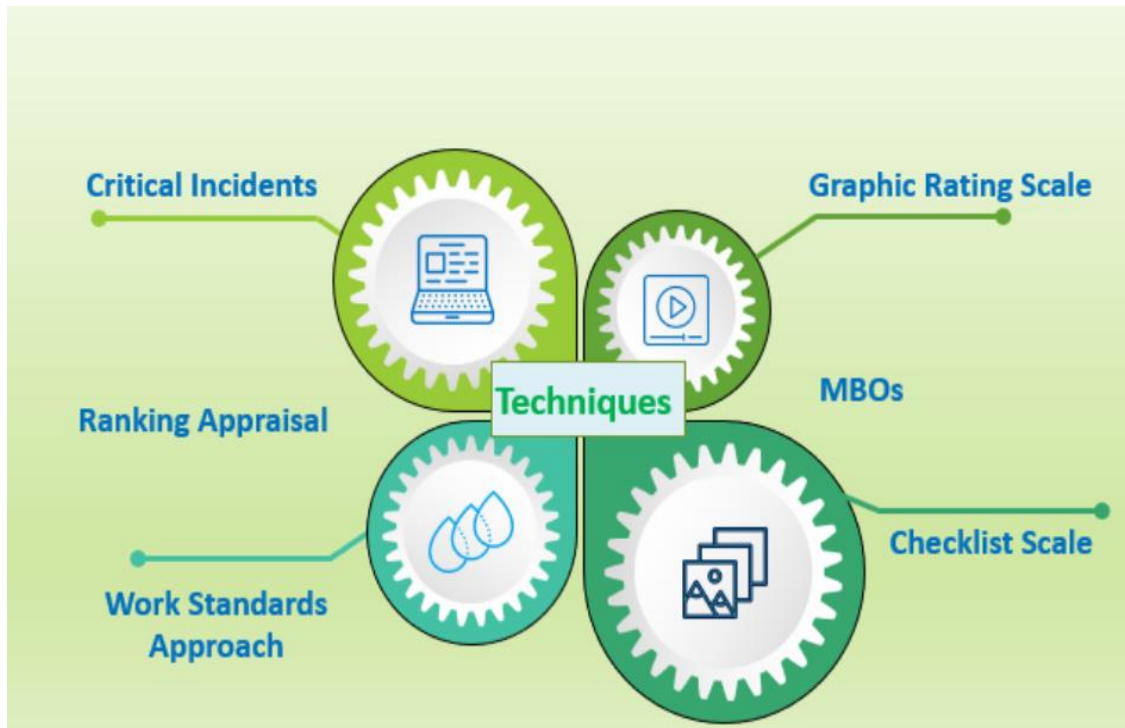 Critical Incidents
Graphic Rating Scale
Techniques
MBOs
Ranking Appraisal
Checklist Scale
Work Standards
Approach